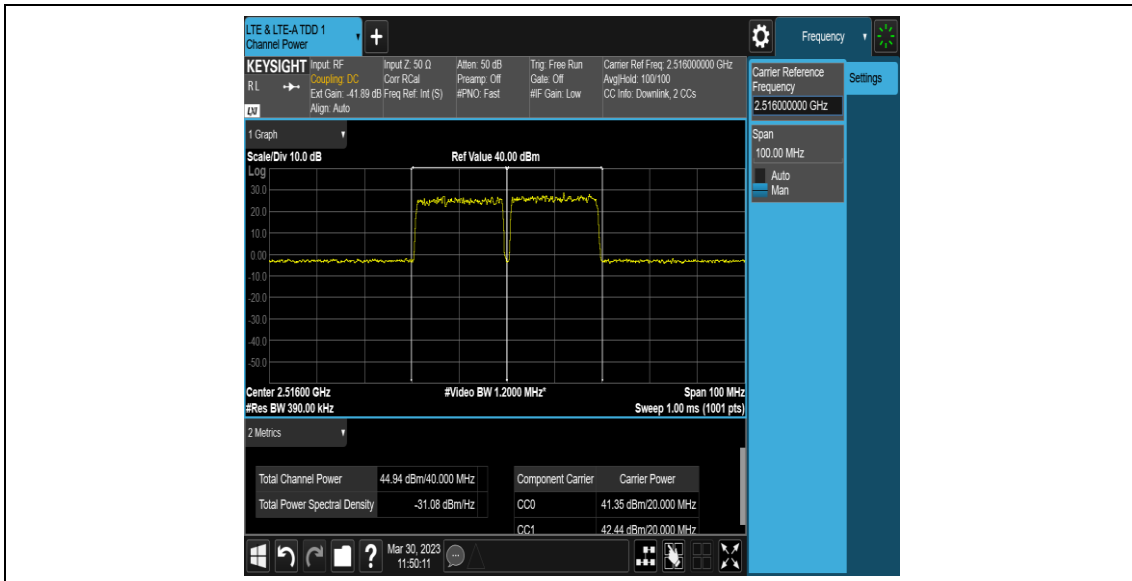 LTE & LTE-A TDD 1
Channel Power
+
Frequency
KEYSIGHT
R L
LXI
Input: RF
Coupling: DC
Ext Gain: -41.89 dB
Align: Auto
Input Z: 50 Ω
Corr RCal
Freq Ref: Int (S)
Atten: 50 dB
Preamp: Off
#PNO: Fast
Trig: Free Run
Gate: Off
#IF Gain: Low
Carrier Ref Freq: 2.516000000 GHz
Avg|Hold: 100/100
CC Info: Downlink, 2 CCs
Carrier Reference
Frequency
2.516000000 GHz
Settings
Span
100.00 MHz
Auto
Man
1 Graph
Scale/Div 10.0 dB
Ref Value 40.00 dBm
Log
30.0
20.0
10.0
0.00
-10.0
-20.0
-30.0
-40.0
-50.0
Center 2.51600 GHz
#Video BW 1.2000 MHz*
Span 100 MHz
#Res BW 390.00 kHz
Sweep 1.00 ms (1001 pts)
2 Metrics
Total Channel Power 44.94 dBm/40.000 MHz
Total Power Spectral Density -31.08 dBm/Hz
Component Carrier Carrier Power
CC0 41.35 dBm/20.000 MHz
CC1 42.44 dBm/20.000 MHz
?
Mar 30, 2023
11:50:11